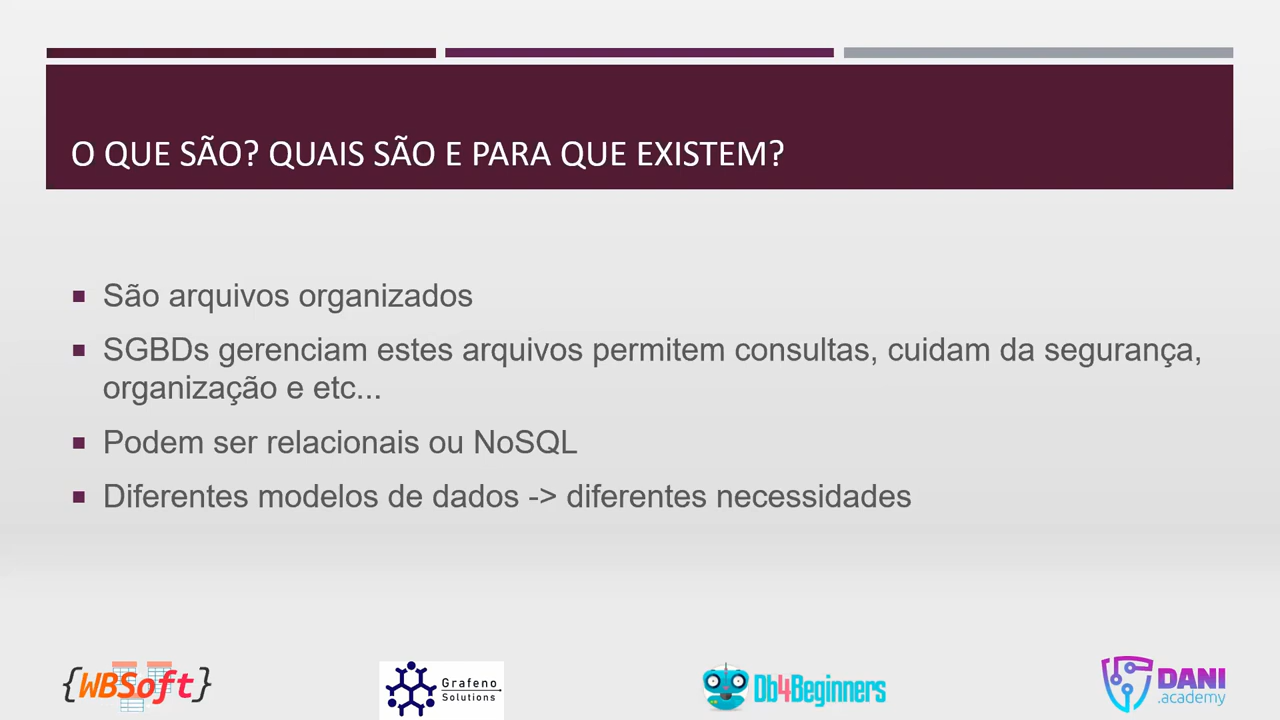 O QUE SÃO? QUAIS SÃO E PARA QUE EXISTEM?
São arquivos organizados
SGBDs gerenciam estes arquivos permitem consultas, cuidam da segurança,
organização e etc...
Podem ser relacionais ou NoSQL
Diferentes modelos de dados -> diferentes necessidades
{WBSoft}
Grafeno
Solutions
Db4Beginners
DANI
.academy